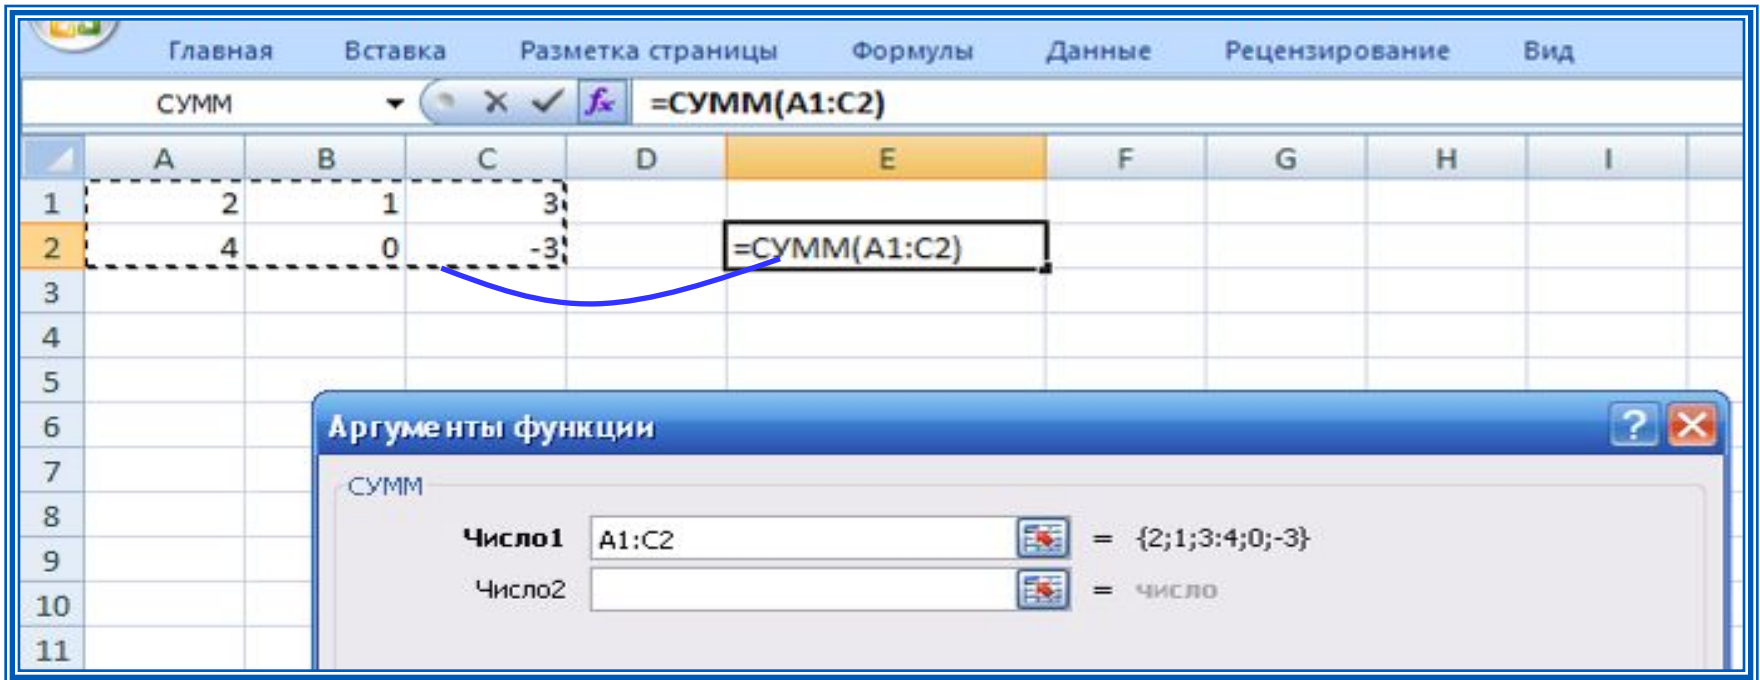 Главная Вставка Разметка страницы Формулы Данные Рецензирование Вид
СУММ fx =СУММ(A1:C2)
A B C D E F G H I
1 2 1 3
2 4 0 -3 =СУММ(A1:C2)
3
4
5
6 Аргументы функции ?
7
СУММ
8
Число1 A1:C2 = {2;1;3:4;0;-3}
9
Число2 = число
10
11